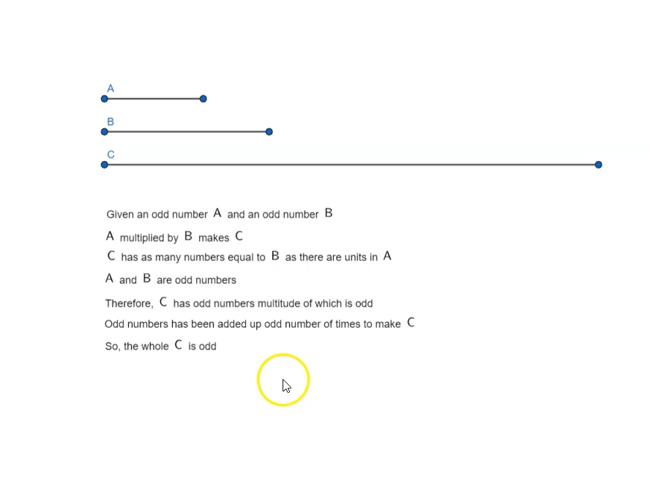 A
B
C
Given an odd number A and an odd number B
A multiplied by B makes C
C has as many numbers equal to B as there are units in A
A and B are odd numbers
Therefore, C has odd numbers multitude of which is odd
Odd numbers has been added up odd number of times to make C
So, the whole C is odd